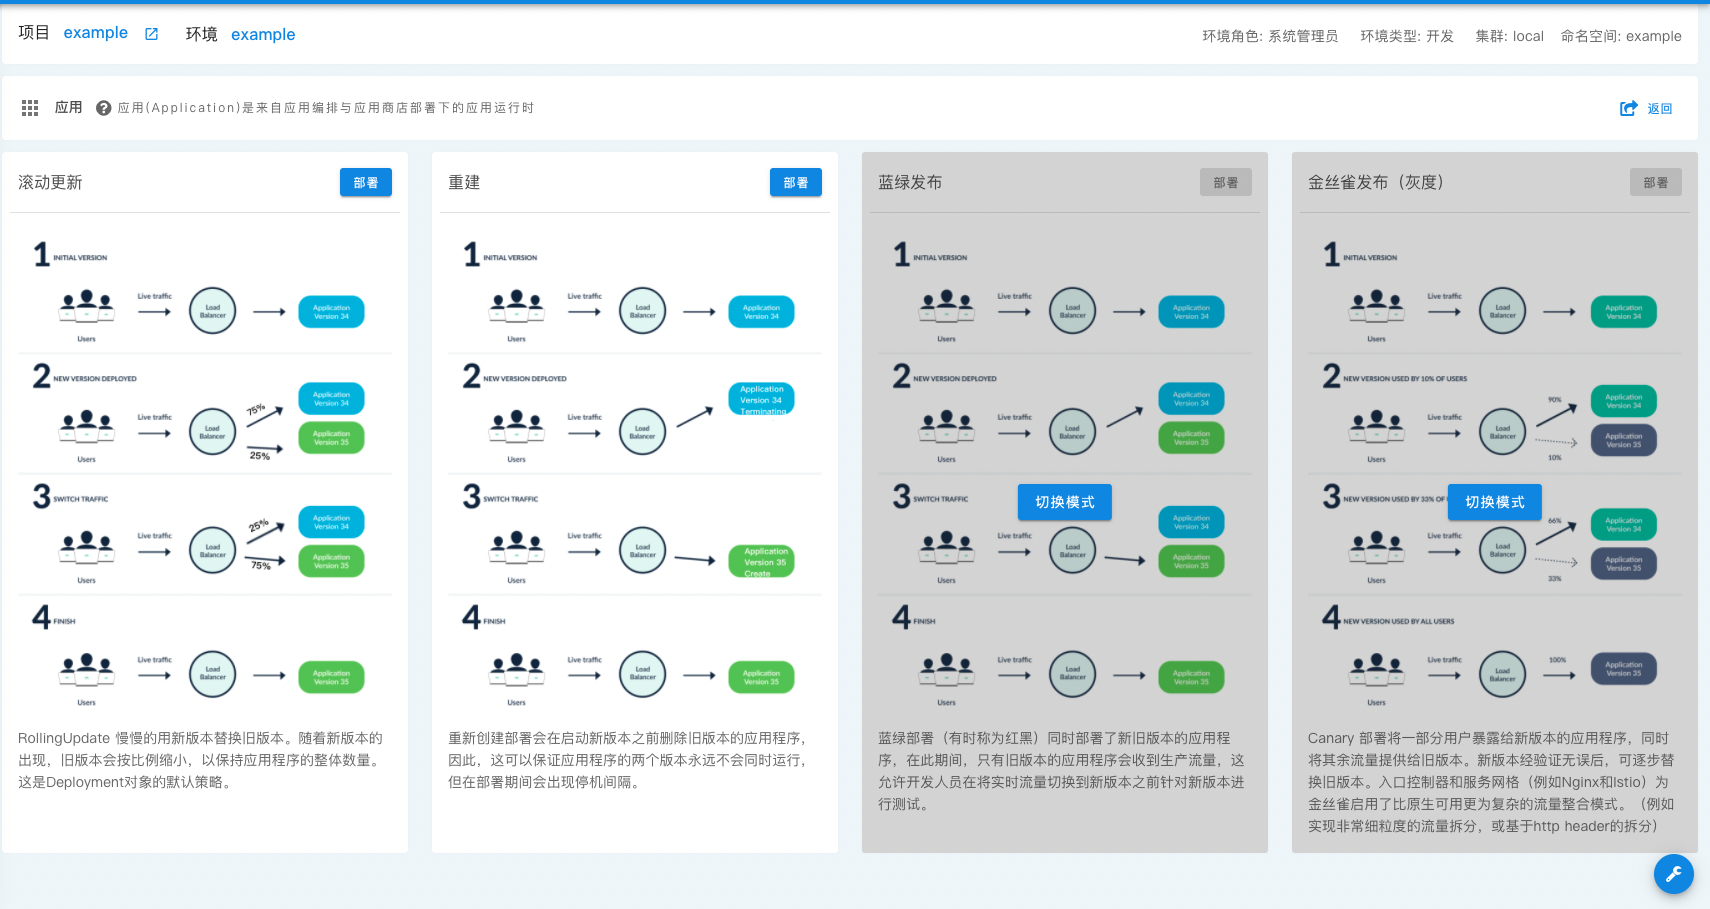 项目 example 环境 example 环境角色: 系统管理员 环境类型: 开发 集群: local 命名空间: example
应用 应用(Application)是来自应用编排与应用商店部署下的应用运行时 返回
滚动更新 部署
1 INITIAL VERSION
Live traffic
Load
Balancer
Application
Version 34
Users
2 NEW VERSION DEPLOYED
Live traffic
Load
Balancer
75%
25%
Application
Version 34
Application
Version 35
Users
3 SWITCH TRAFFIC
Live traffic
Load
Balancer
25%
75%
Application
Version 34
Application
Version 35
Users
4 FINISH
Live traffic
Load
Balancer
Application
Version 35
Users
RollingUpdate 慢慢的用新版本替换旧版本。随着新版本的
出现，旧版本会按比例缩小，以保持应用程序的整体数量。
这是Deployment对象的默认策略。
重建 部署
1 INITIAL VERSION
Live traffic
Load
Balancer
Application
Version 34
Users
2 NEW VERSION DEPLOYED
Live traffic
Load
Balancer
Application
Version 34
Terminating
Users
3 SWITCH TRAFFIC
Live traffic
Load
Balancer
Application
Version 35
Create
Users
4 FINISH
Live traffic
Load
Balancer
Application
Version 35
Users
重新创建部署会在启动新版本之前删除旧版本的应用程序，
因此，这可以保证应用程序的两个版本永远不会同时运行，
但在部署期间会出现停机间隔。
蓝绿发布 部署
1 INITIAL VERSION
Live traffic
Load
Balancer
Application
Version 34
Users
2 NEW VERSION DEPLOYED
Live traffic
Load
Balancer
Application
Version 34
Application
Version 35
Users
3 SWITCH TRAFFIC
切换模式
Live traffic
Load
Balancer
Application
Version 34
Application
Version 35
Users
4 FINISH
Live traffic
Load
Balancer
Application
Version 35
Users
蓝绿部署（有时称为红黑）同时部署了新旧版本的应用程
序，在此期间，只有旧版本的应用程序会收到生产流量，这
允许开发人员在将实时流量切换到新版本之前针对新版本进
行测试。
金丝雀发布（灰度） 部署
1 INITIAL VERSION
Live traffic
Load
Balancer
Application
Version 34
Users
2 NEW VERSION USED BY 10% OF USERS
Live traffic
Load
Balancer
90%
10%
Application
Version 34
Application
Version 35
Users
3 NEW VERSION USED BY 33% OF
切换模式
Live traffic
Load
Balancer
66%
33%
Application
Version 34
Application
Version 35
Users
4 NEW VERSION USED BY ALL USERS
Live traffic
Load
Balancer
100%
Application
Version 35
Users
Canary 部署将一部分用户暴露给新版本的应用程序，同时
将其余流量提供给旧版本。新版本经验证无误后，可逐步替
换旧版本。入口控制器和服务网格（例如Nginx和Istio）为
金丝雀启用了比原生可用更为复杂的流量整合模式。（例如
实现非常细粒度的流量拆分，或基于http header的拆分）